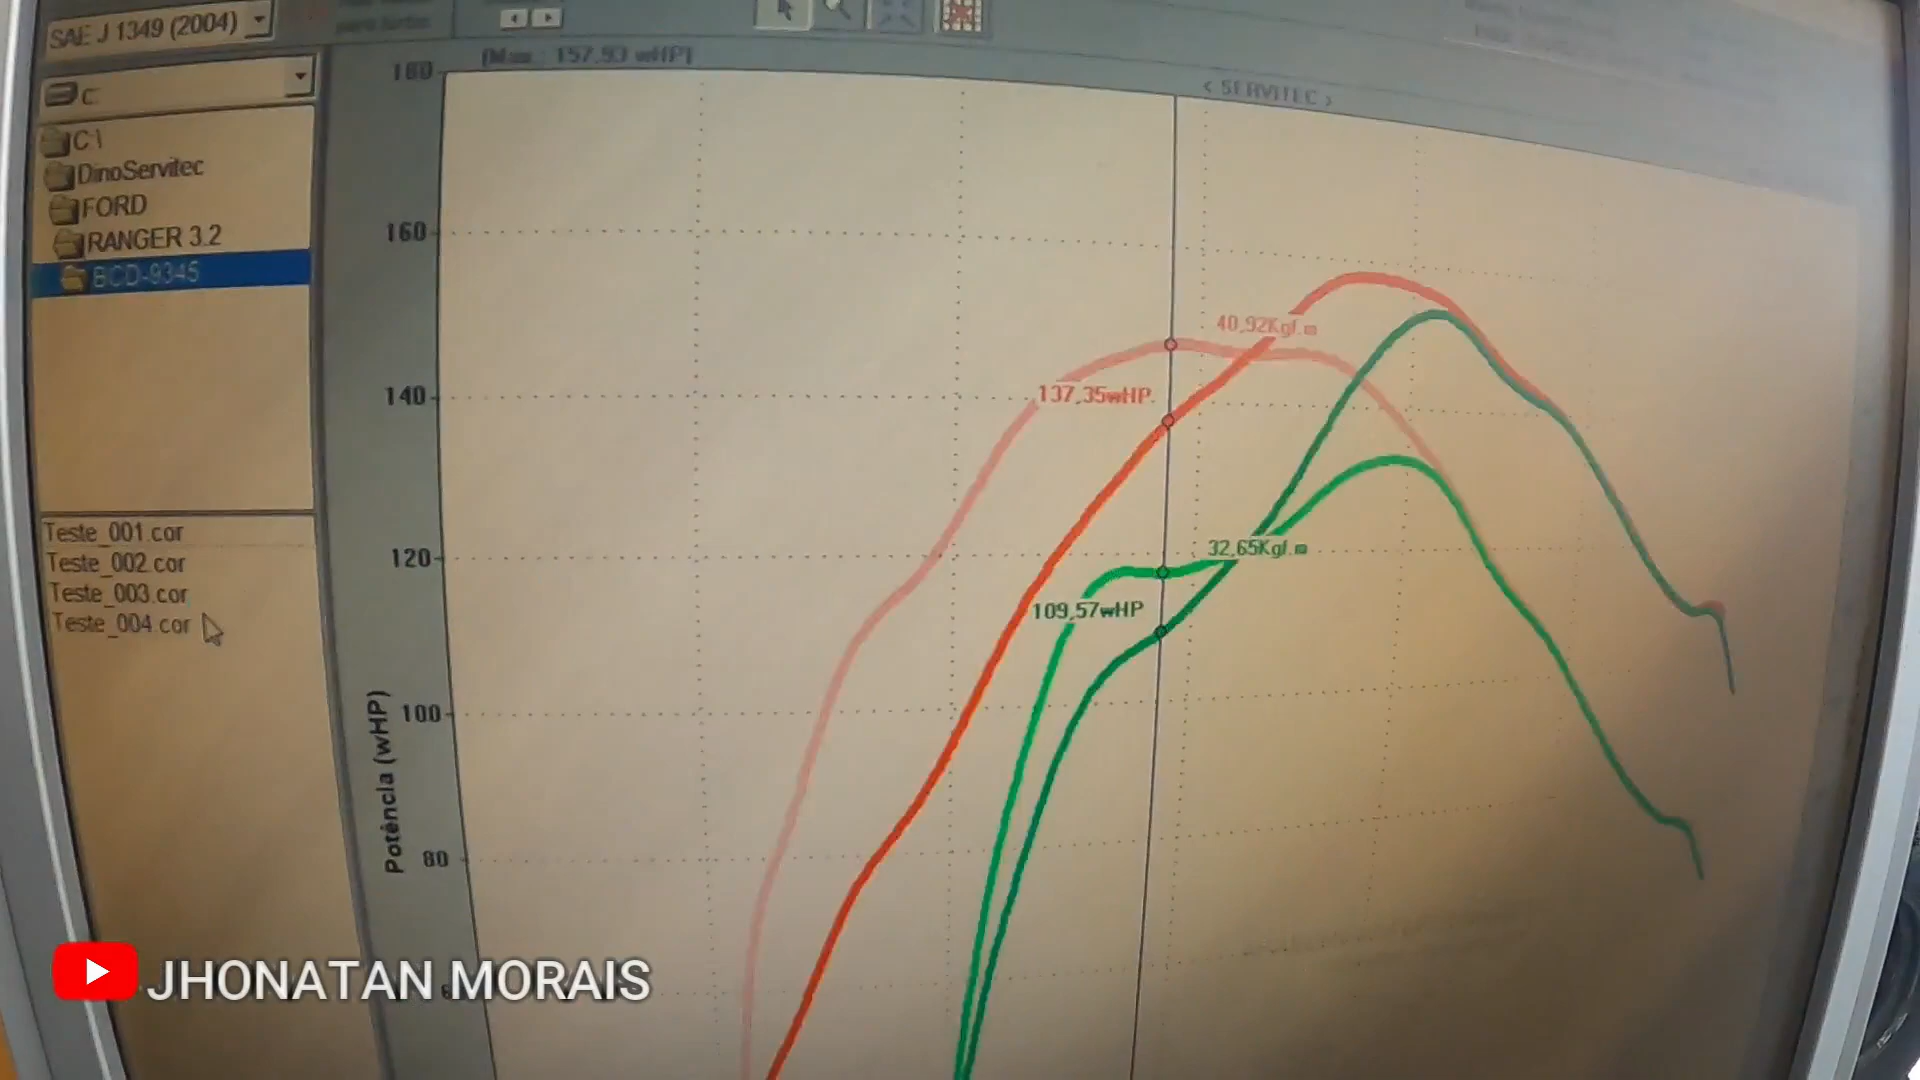 SAE J 1349 (2004)
para curtos
(Max.: 157,93 wHP)
< SERVITEC >
C:
C:\
DinoServitec
FORD
RANGER 3.2
BCD-9345
Teste_001.cor
Teste_002.cor
Teste_003.cor
Teste_004.cor
180
160
140
120
100
80
Potência (wHP)
40,92Kgf.m
137,35wHP
32,65Kgf.m
109,57wHP
JHONATAN MORAIS